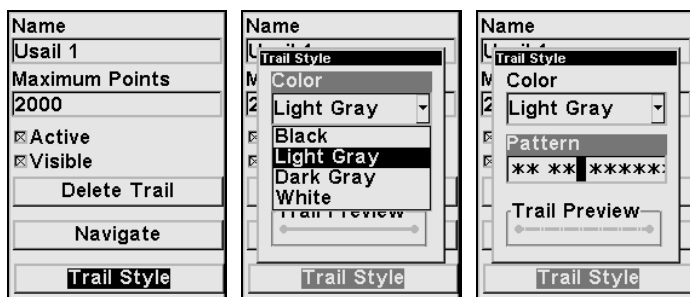 Name
Usail 1
Maximum Points
2000
Active
Visible
Delete Trail
Navigate
Trail Style
Name
Trail Style
Color
Light Gray
Black
Light Gray
Dark Gray
White
Trail Preview
Trail Style
Name
Trail Style
Color
Light Gray
Pattern
** ** *****
Trail Preview
Trail Style